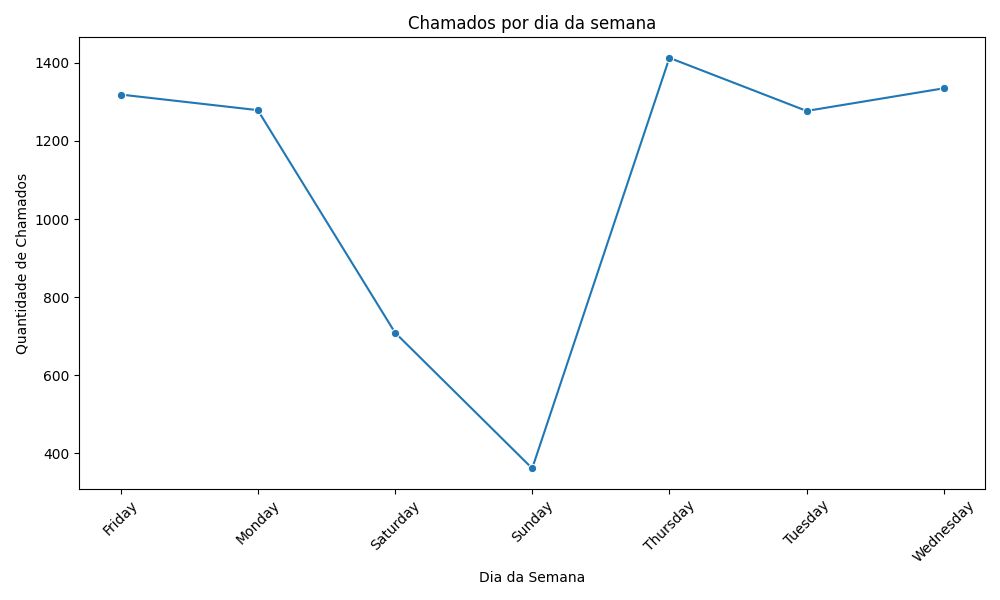 Chamados por dia da semana
Quantidade de Chamados
1400
1200
1000
800
600
400
Friday
Monday
Saturday
Sunday
Thursday
Tuesday
Wednesday
Dia da Semana